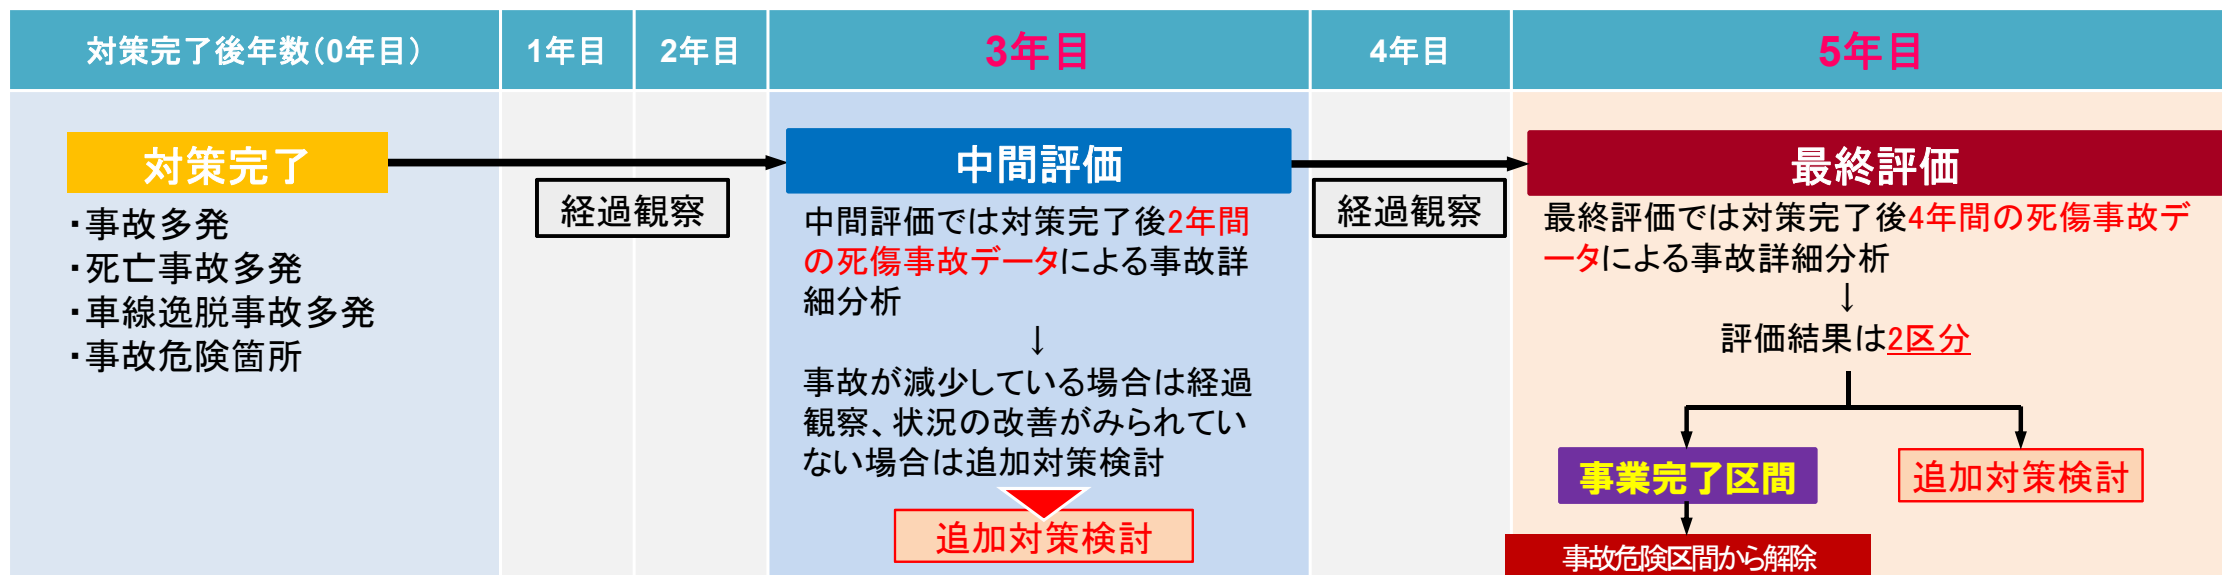 対策完了後年数(0年目)
1年目
2年目
3年目
4年目
5年目
対策完了
・事故多発
・死亡事故多発
・車線逸脱事故多発
・事故危険箇所
経過観察
中間評価
中間評価では対策完了後2年間
の死傷事故データによる事故詳
細分析
↓
事故が減少している場合は経過
観察、状況の改善がみられてい
ない場合は追加対策検討
追加対策検討
経過観察
最終評価
最終評価では対策完了後4年間の死傷事故デ
ータによる事故詳細分析
↓
評価結果は2区分
事業完了区間
追加対策検討
事故危険区間から解除